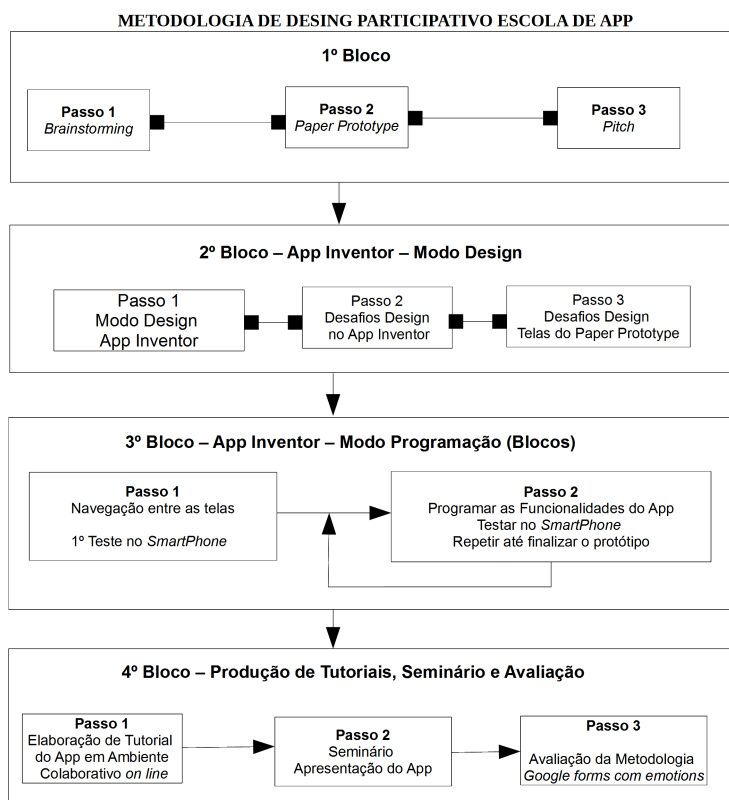 METODOLOGIA DE DESING PARTICIPATIVO ESCOLA DE APP
1º Bloco
Passo 1
Brainstorming
Passo 2
Paper Prototype
Passo 3
Pitch
2º Bloco – App Inventor – Modo Design
Passo 1
Modo Design
App Inventor
Passo 2
Desafios Design
no App Inventor
Passo 3
Desafios Design
Telas do Paper Prototype
3º Bloco – App Inventor – Modo Programação (Blocos)
Passo 1
Navegação entre as telas
1º Teste no SmartPhone
Passo 2
Programar as Funcionalidades do App
Testar no SmartPhone
Repetir até finalizar o protótipo
4º Bloco – Produção de Tutoriais, Seminário e Avaliação
Passo 1
Elaboração de Tutorial
do App em Ambiente
Colaborativo on line
Passo 2
Seminário
Apresentação do App
Passo 3
Avaliação da Metodologia
Google forms com emotions